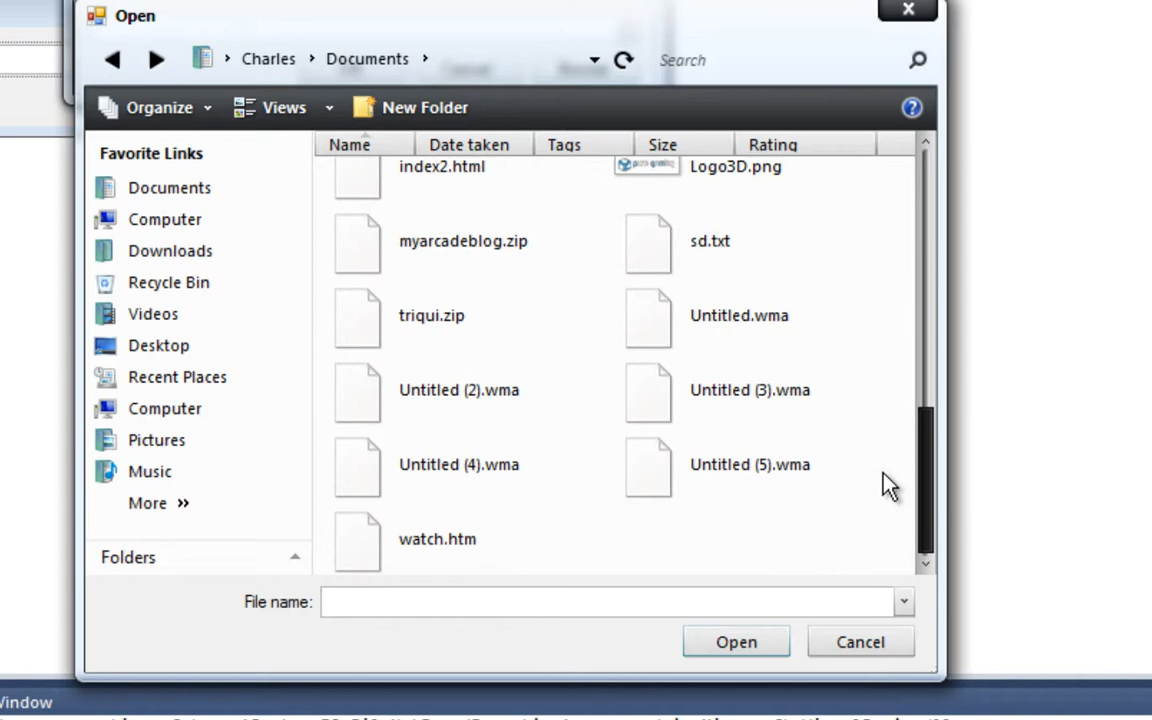 Open
Charles Documents
Search
Organize Views New Folder
Favorite Links
Documents
Computer
Downloads
Recycle Bin
Videos
Desktop
Recent Places
Computer
Pictures
Music
More »
Folders
Name Date taken Tags Size Rating
index2.html Logo3D.png
myarcadeblog.zip sd.txt
triqui.zip Untitled.wma
Untitled (2).wma Untitled (3).wma
Untitled (4).wma Untitled (5).wma
watch.htm
File name:
Open Cancel
Window